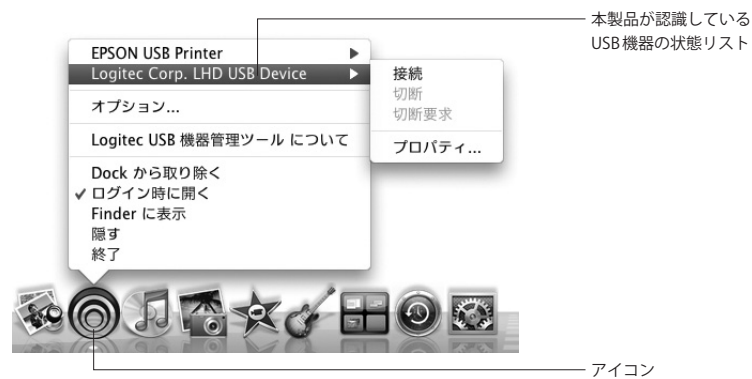 本製品が認識している
USB機器の状態リスト
EPSON USB Printer
Logitec Corp. LHD USB Device
オプション...
Logitec USB 機器管理ツール について
Dock から取り除く
ログイン時に開く
Finder に表示
隠す
終了
接続
切断
切断要求
プロパティ...
アイコン